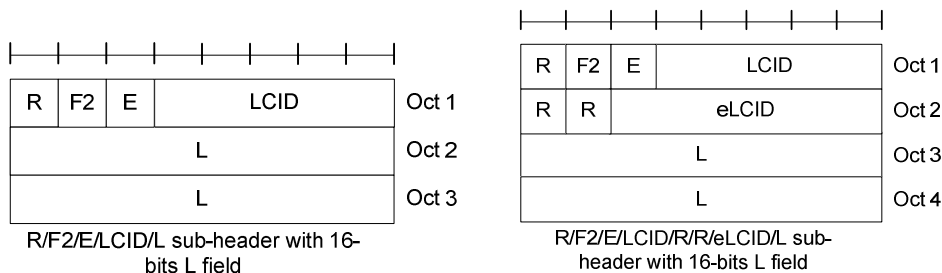 R F2 E LCID Oct 1
L Oct 2
L Oct 3
R/F2/E/LCID/L sub-header with 16-
bits L field
R F2 E LCID Oct 1
R R eLCID Oct 2
L Oct 3
L Oct 4
R/F2/E/LCID/R/R/eLCID/L sub-
header with 16-bits L field